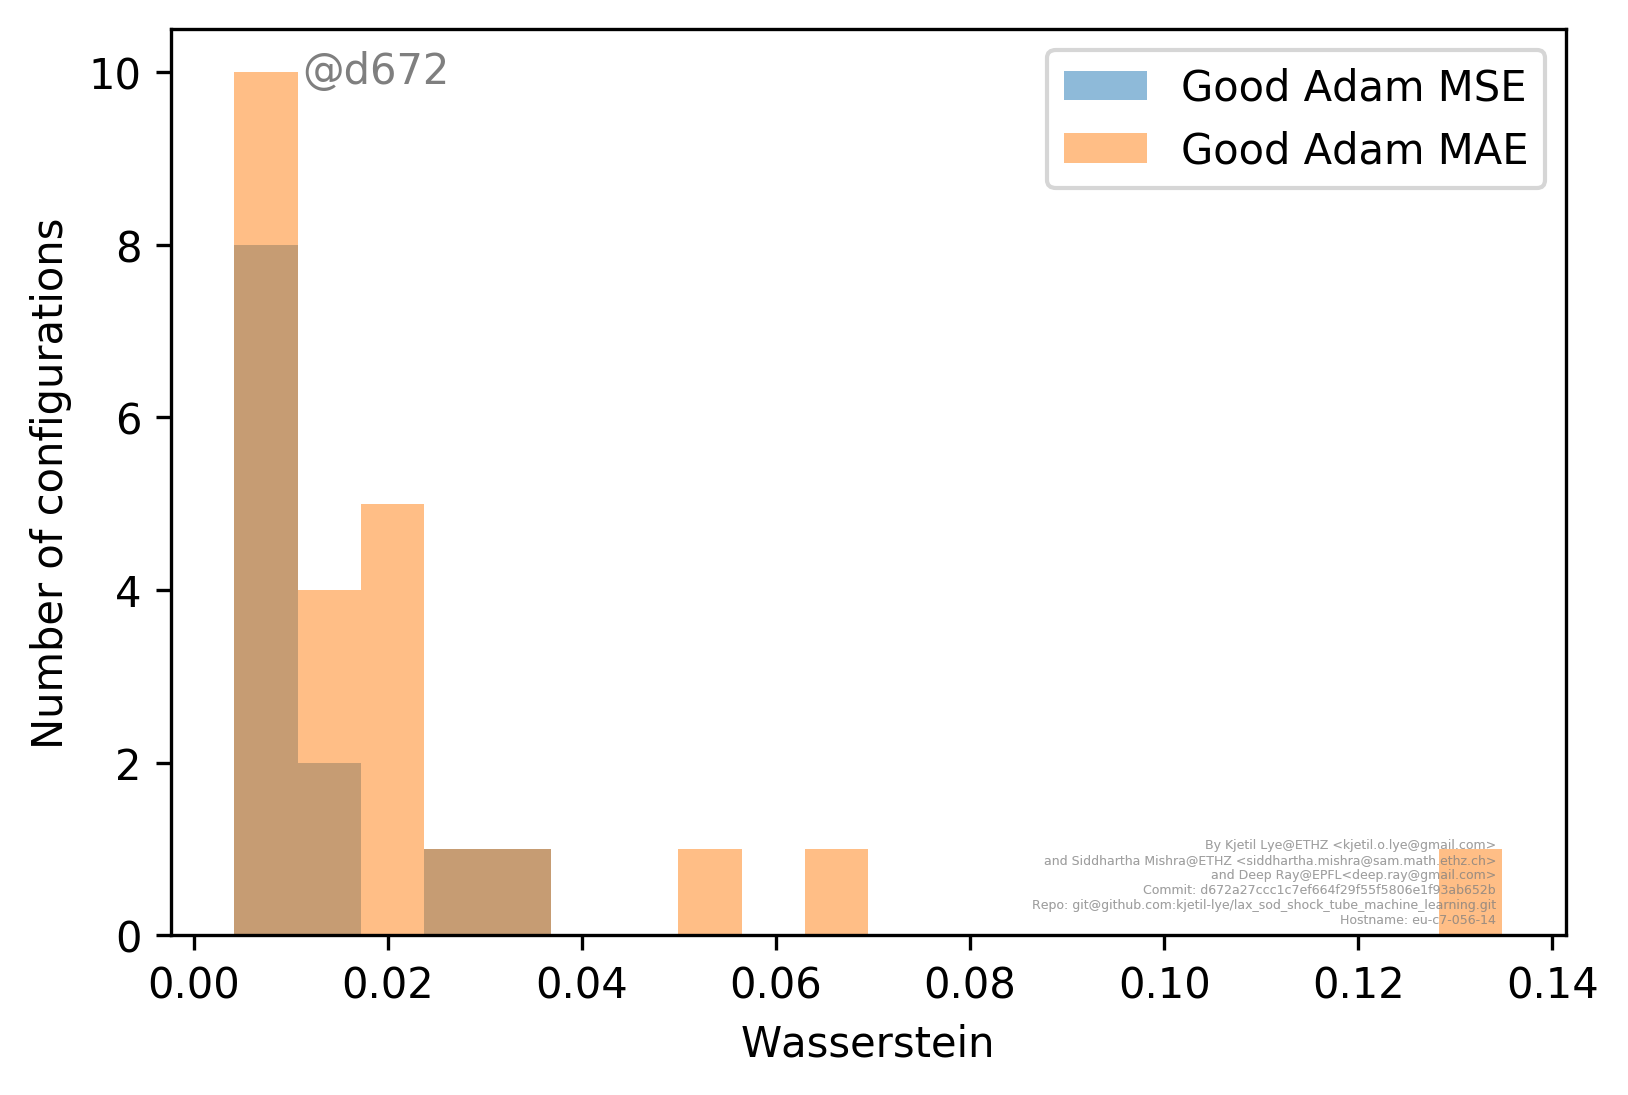 @d672
Good Adam MSE
Good Adam MAE
10
8
6
4
2
0
Number of configurations
By Kjetil Lye@ETHZ <kjetil.o.lye@gmail.com>
and Siddhartha Mishra@ETHZ <siddhartha.mishra@sam.math.ethz.ch>
and Deep Ray@EPFL<deep.ray@gmail.com>
Commit: d672a27ccc1c7ef664f29f55f5806e1f93ab652b
Repo: git@github.com:kjetil-lye/lax_sod_shock_tube_machine_learning.git
Hostname: eu-c7-056-14
0.00 0.02 0.04 0.06 0.08 0.10 0.12 0.14
Wasserstein